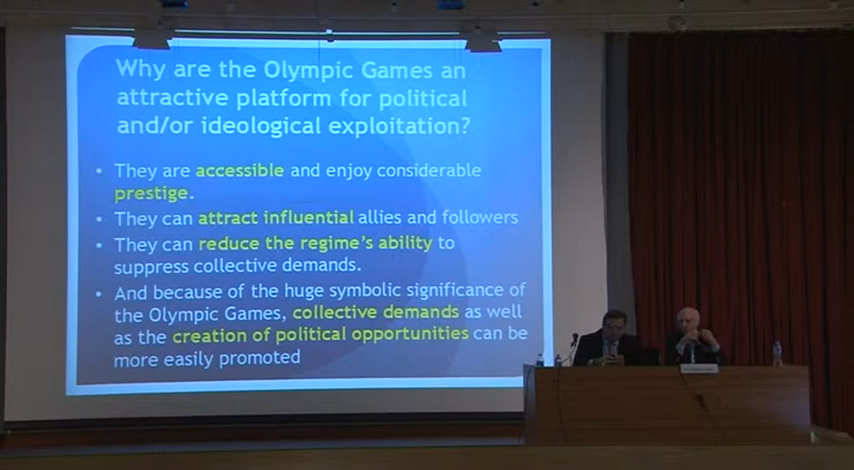 Why are the Olympic Games an
attractive platform for political
and/or ideological exploitation?
• They are accessible and enjoy considerable
prestige.
• They can attract influential allies and followers
• They can reduce the regime's ability to
suppress collective demands.
• And because of the huge symbolic significance of
the Olympic Games, collective demands as well
as the creation of political opportunities can be
more easily promoted